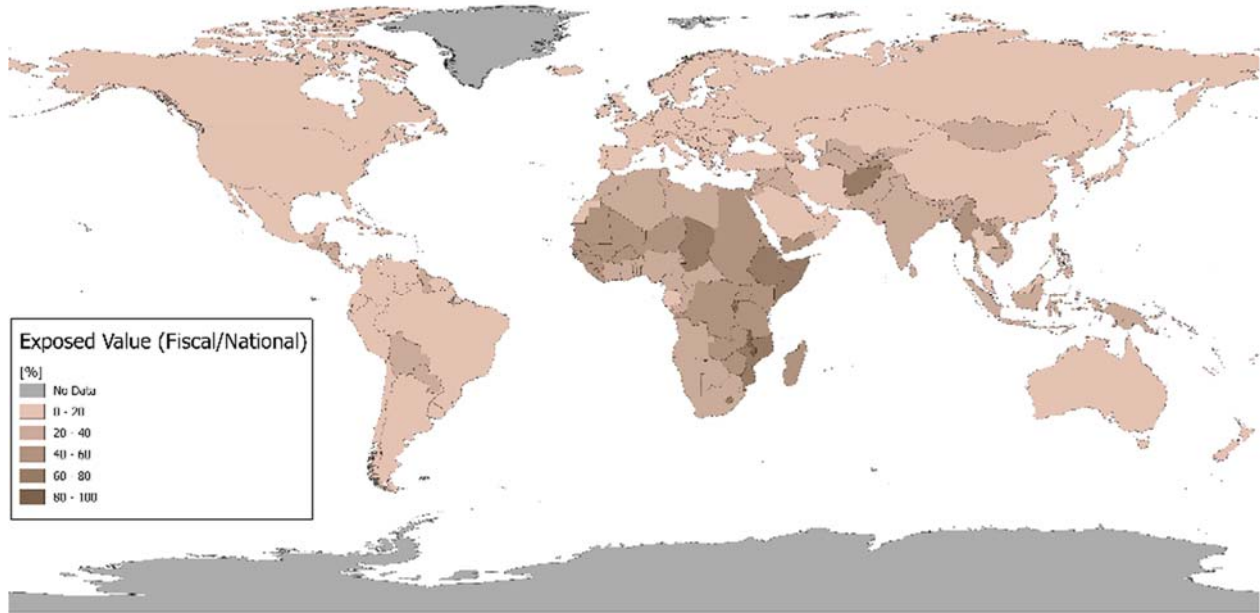 Exposed Value (Fiscal/National)
[%]
No Data
0 - 20
20 - 40
40 - 60
60 - 80
80 - 100